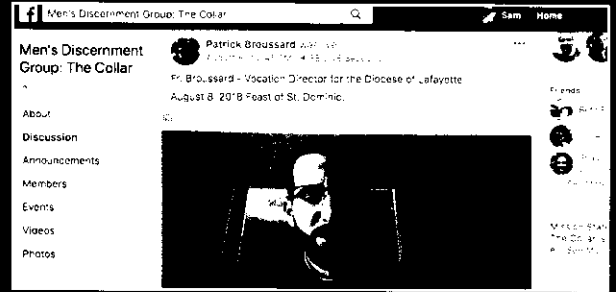 f Men's Discernment Group: The Collar
Sam Home
Men's Discernment
Group: The Collar
Patrick Broussard
Fr. Broussard - Vocation Director for the Diocese of Lafayette
August 8, 2018 Feast of St. Dominic.
About
Discussion
Announcements
Members
Events
Videos
Photos
Friends